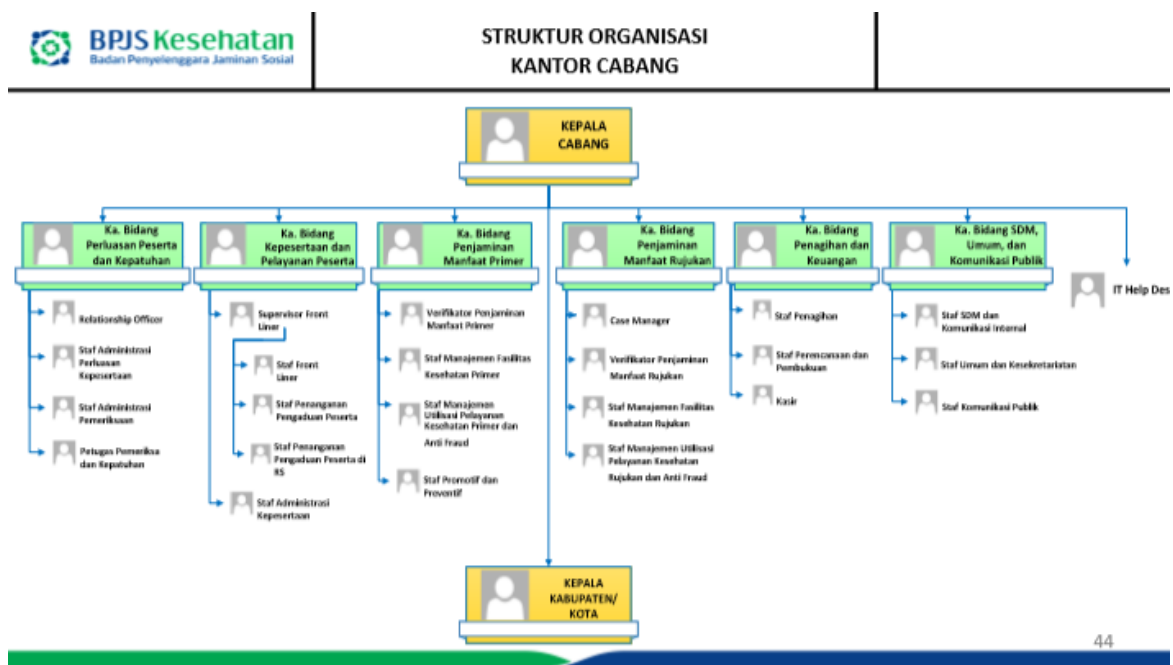 BPJS Kesehatan
Badan Penyelenggara Jaminan Sosial
STRUKTUR ORGANISASI
KANTOR CABANG
KEPALA
CABANG
Ka. Bidang
Perluasan Peserta
dan Kepatuhan
Relationship Officer
Staf Administrasi
Perluasan
Kepesertaan
Staf Administrasi
Pemeriksaan
Petugas Pemeriksa
dan Kepatuhan
Ka. Bidang
Kepesertaan dan
Pelayanan Peserta
Supervisor Front
Liner
Staf Front
Liner
Staf Penanganan
Pengaduan Peserta
Staf Penanganan
Pengaduan Peserta di
RS
Staf Administrasi
Kepesertaan
Ka. Bidang
Penjaminan
Manfaat Primer
Verifikator Penjaminan
Manfaat Primer
Staf Manajemen Fasilitas
Kesehatan Primer
Staf Manajemen
Utilisasi Pelayanan
Kesehatan Primer dan
Anti Fraud
Staf Promotif dan
Preventif
Ka. Bidang
Penjaminan
Manfaat Rujukan
Case Manager
Verifikator Penjaminan
Manfaat Rujukan
Staf Manajemen Fasilitas
Kesehatan Rujukan
Staf Manajemen Utilisasi
Pelayanan Kesehatan
Rujukan dan Anti Fraud
Ka. Bidang
Penagihan dan
Keuangan
Staf Penagihan
Staf Perencanaan dan
Pembukuan
Kasir
Ka. Bidang SDM,
Umum, dan
Komunikasi Publik
Staf SDM dan
Komunikasi Internal
Staf Umum dan Kesekretariatan
Staf Komunikasi Publik
IT Help Des
KEPALA
KABUPATEN/
KOTA
44